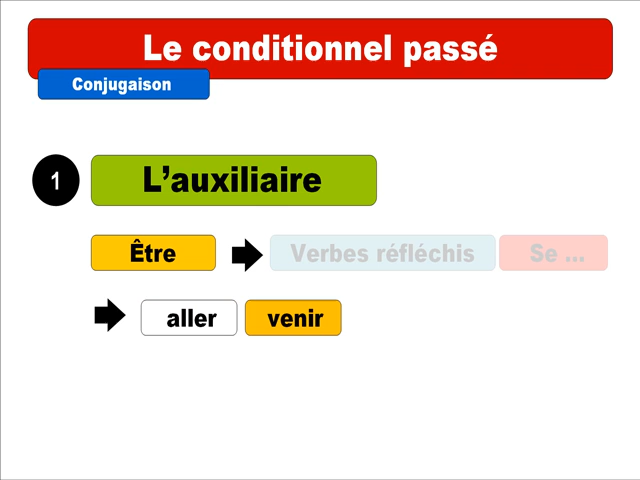 Le conditionnel passé
Conjugaison
1 L'auxiliaire
Être Verbes réfléchis Se ...
aller venir